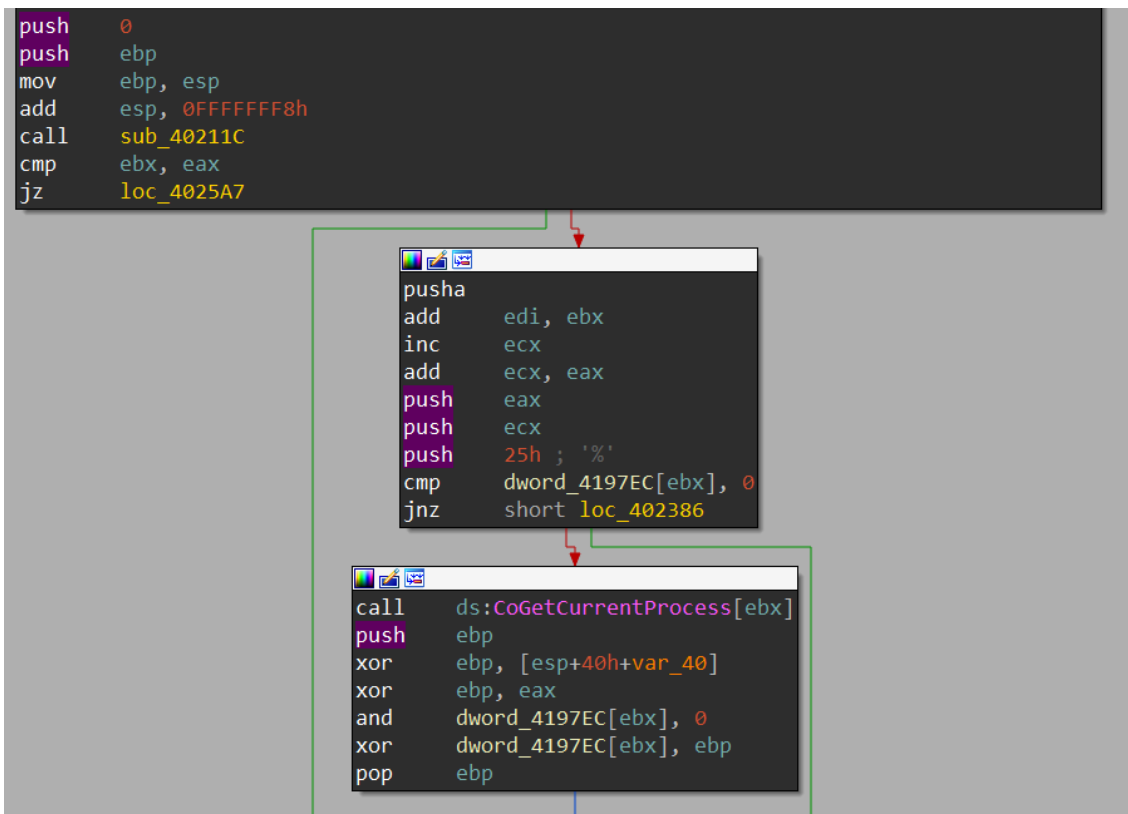 push 0
push ebp
mov ebp, esp
add esp, 0FFFFFFF8h
call sub_40211C
cmp ebx, eax
jz loc_4025A7
pusha
add edi, ebx
inc ecx
add ecx, eax
push eax
push ecx
push 25h ; '%'
cmp dword_4197EC[ebx], 0
jnz short loc_402386
call ds:CoGetCurrentProcess[ebx]
push ebp
xor ebp, [esp+40h+var_40]
xor ebp, eax
and dword_4197EC[ebx], 0
xor dword_4197EC[ebx], ebp
pop ebp